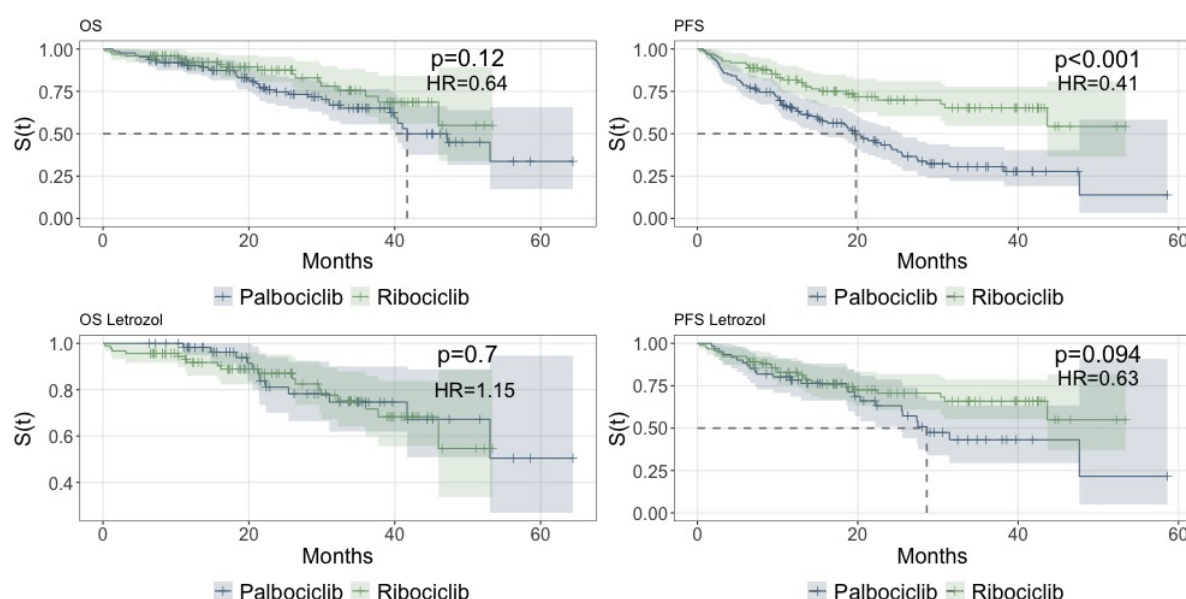 OS
1.00
0.75
0.50
0.25
0.00
S(t)
p=0.12
HR=0.64
0 20 40 60
Months
Palbociclib Ribociclib
PFS
1.00
0.75
0.50
0.25
0.00
S(t)
p<0.001
HR=0.41
0 20 40 60
Months
Palbociclib Ribociclib
OS Letrozol
1.0
0.8
0.6
0.4
S(t)
p=0.7
HR=1.15
0 20 40 60
Months
Palbociclib Ribociclib
PFS Letrozol
1.00
0.75
0.50
0.25
0.00
S(t)
p=0.094
HR=0.63
0 20 40 60
Months
Palbociclib Ribociclib